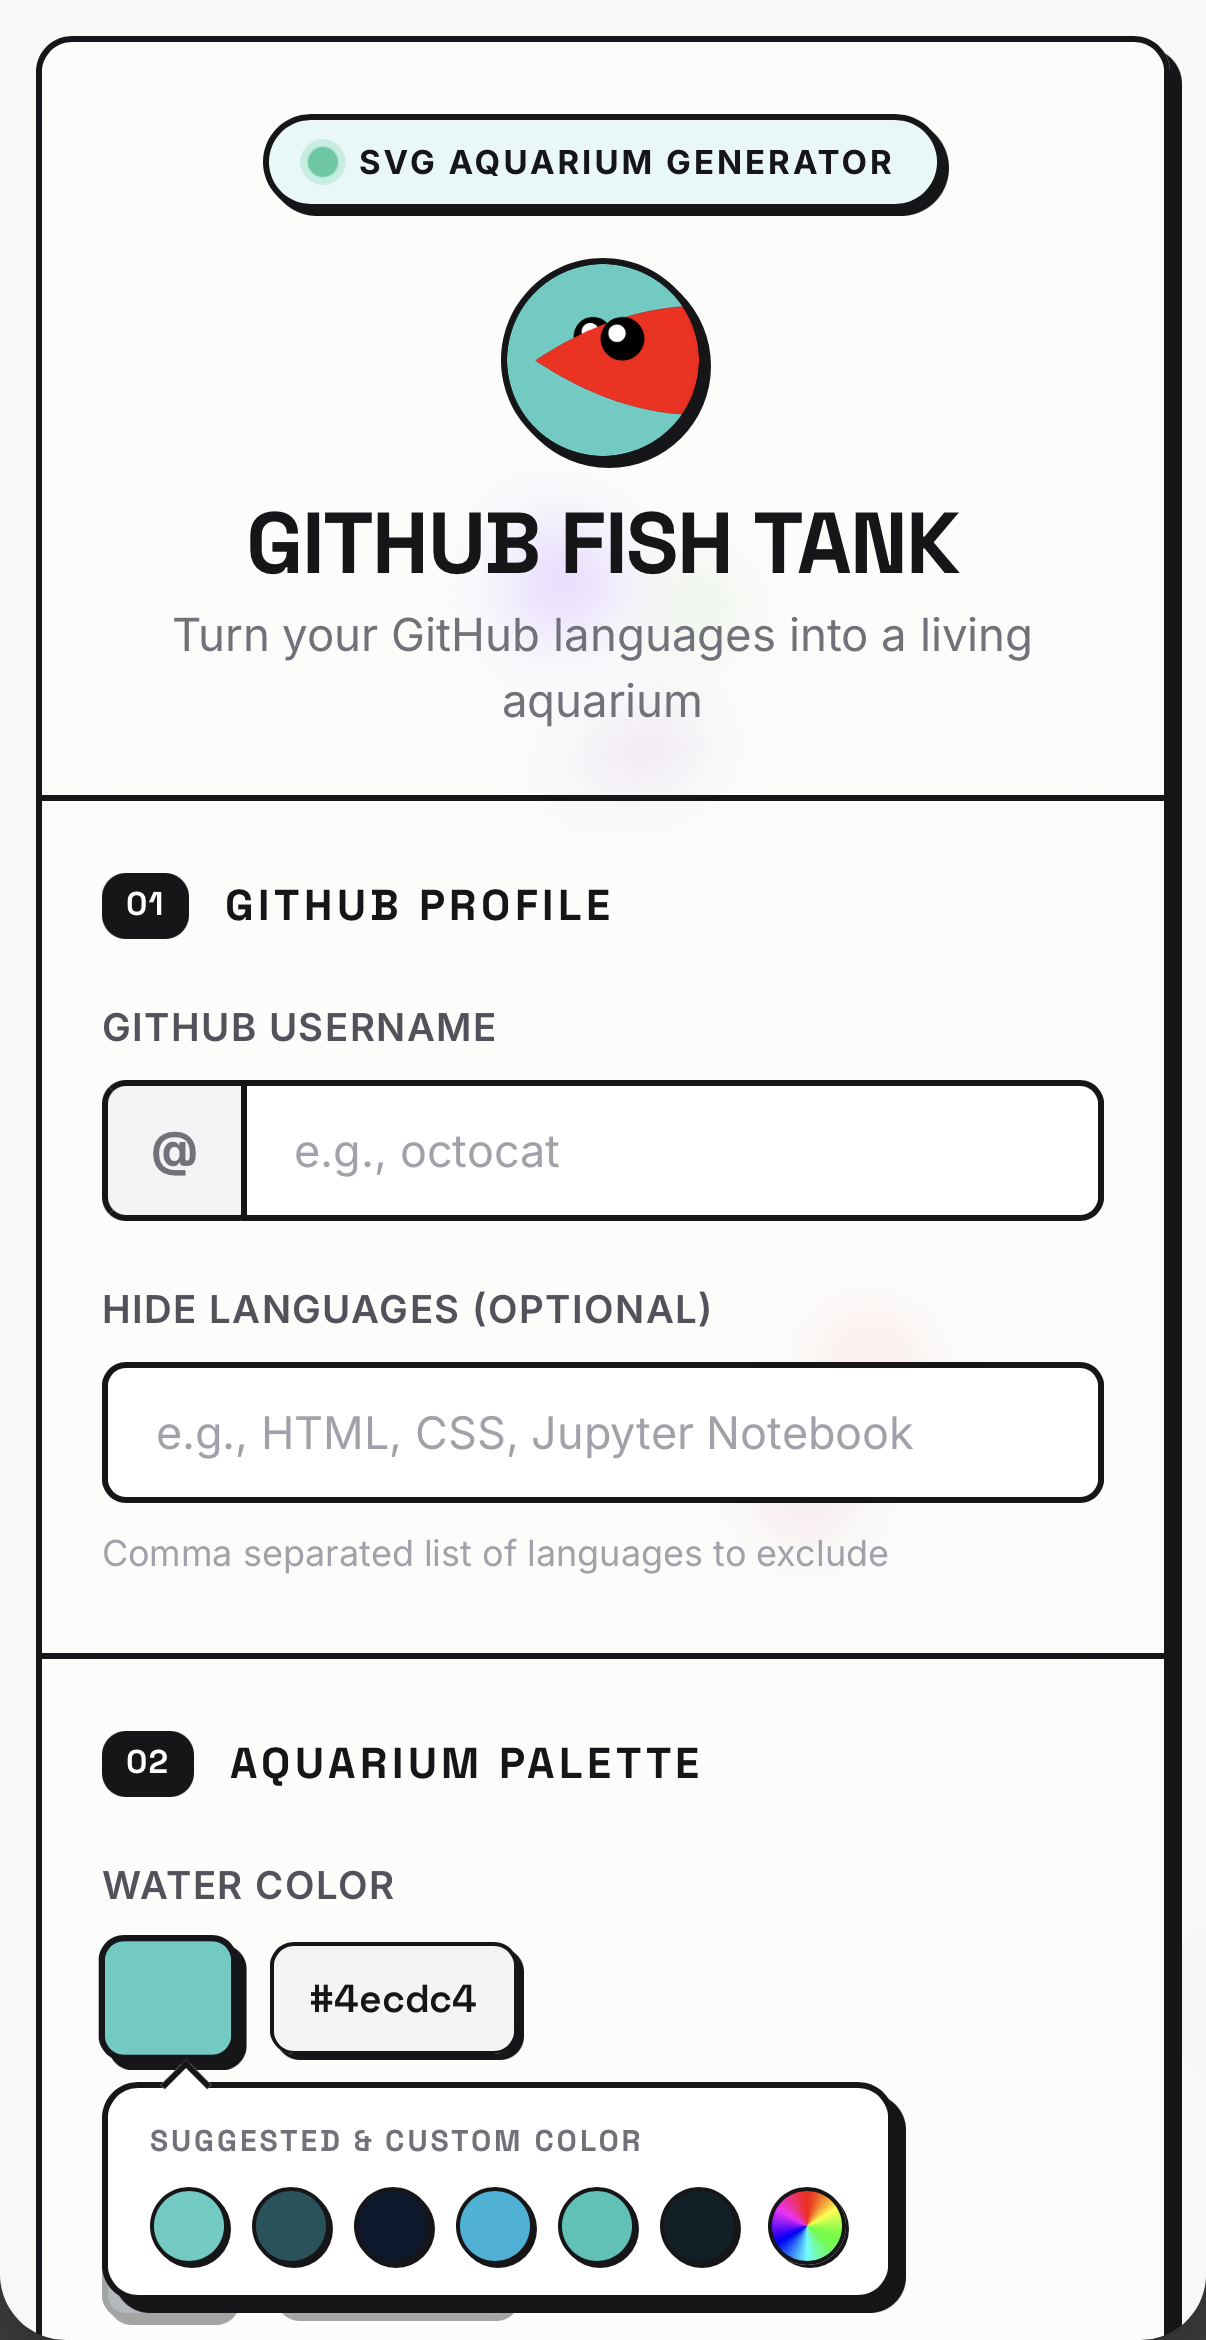 SVG AQUARIUM GENERATOR
GITHUB FISH TANK
Turn your GitHub languages into a living
aquarium
01 GITHUB PROFILE
GITHUB USERNAME
@ e.g., octocat
HIDE LANGUAGES (OPTIONAL)
e.g., HTML, CSS, Jupyter Notebook
Comma separated list of languages to exclude
02 AQUARIUM PALETTE
WATER COLOR
#4ecdc4
SUGGESTED & CUSTOM COLOR